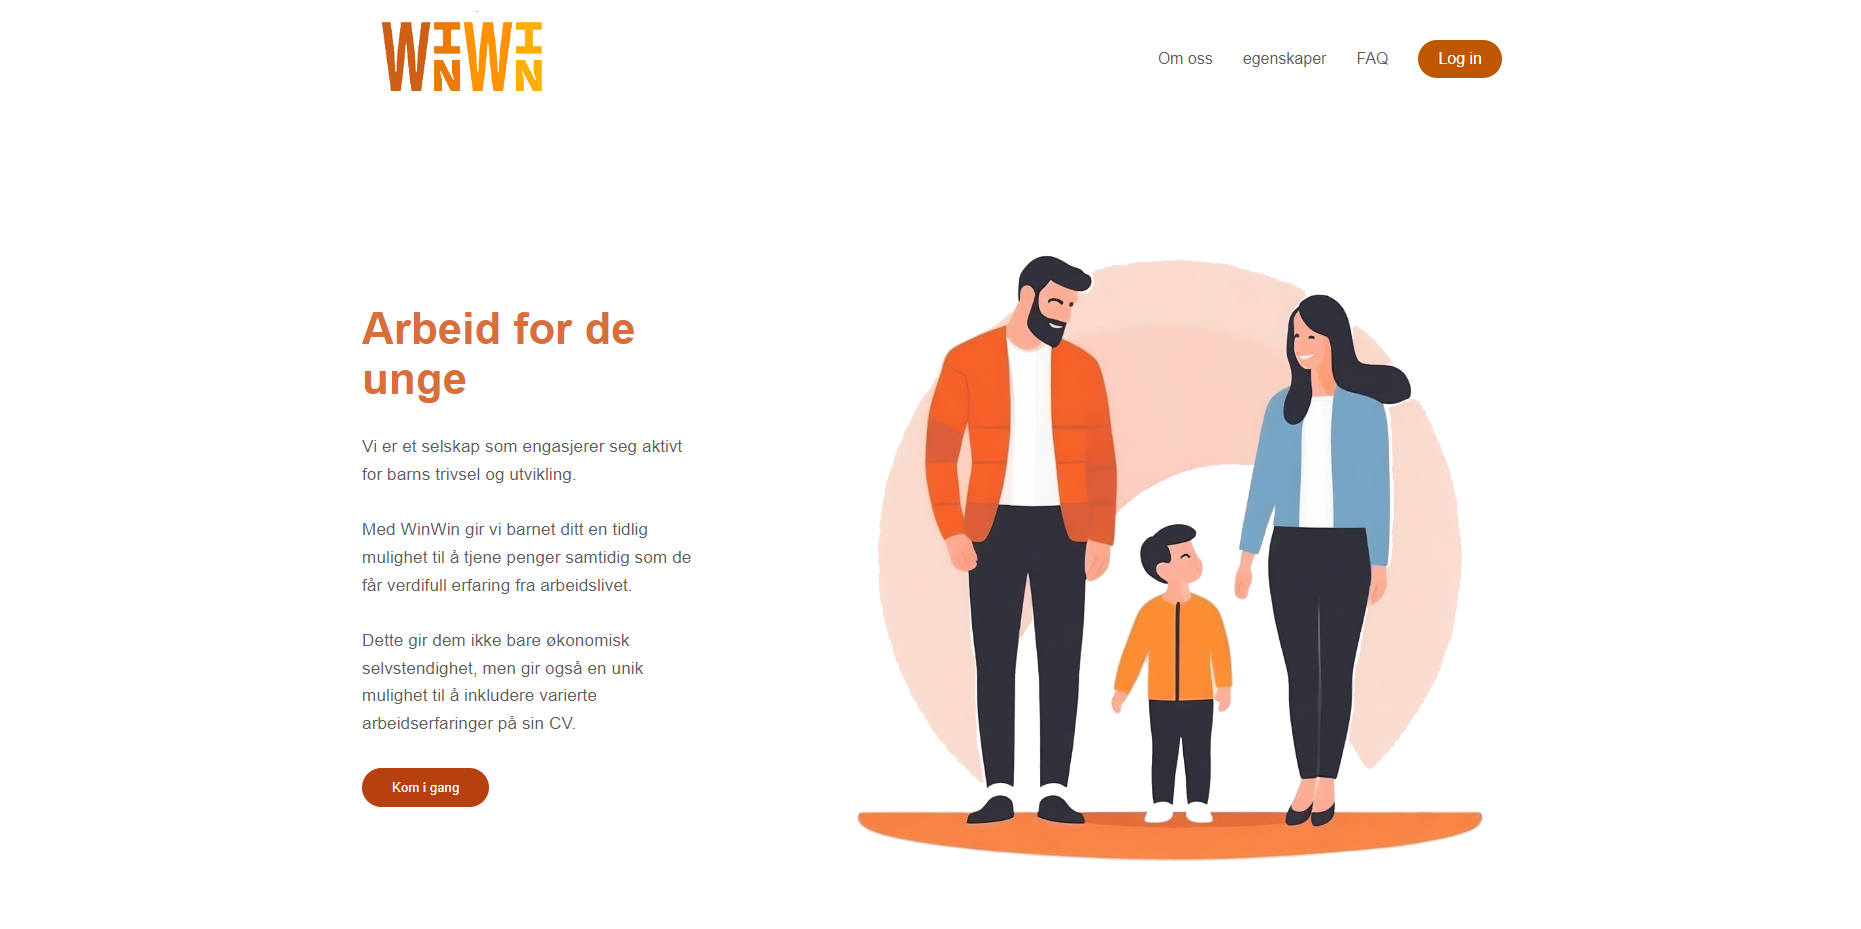 WINWIN
Om oss
egenskaper
FAQ
Log in
Arbeid for de
unge
Vi er et selskap som engasjerer seg aktivt
for barns trivsel og utvikling.
Med WinWin gir vi barnet ditt en tidlig
mulighet til å tjene penger samtidig som de
får verdifull erfaring fra arbeidslivet.
Dette gir dem ikke bare økonomisk
selvstendighet, men gir også en unik
mulighet til å inkludere varierte
arbeidserfaringer på sin CV.
Kom i gang